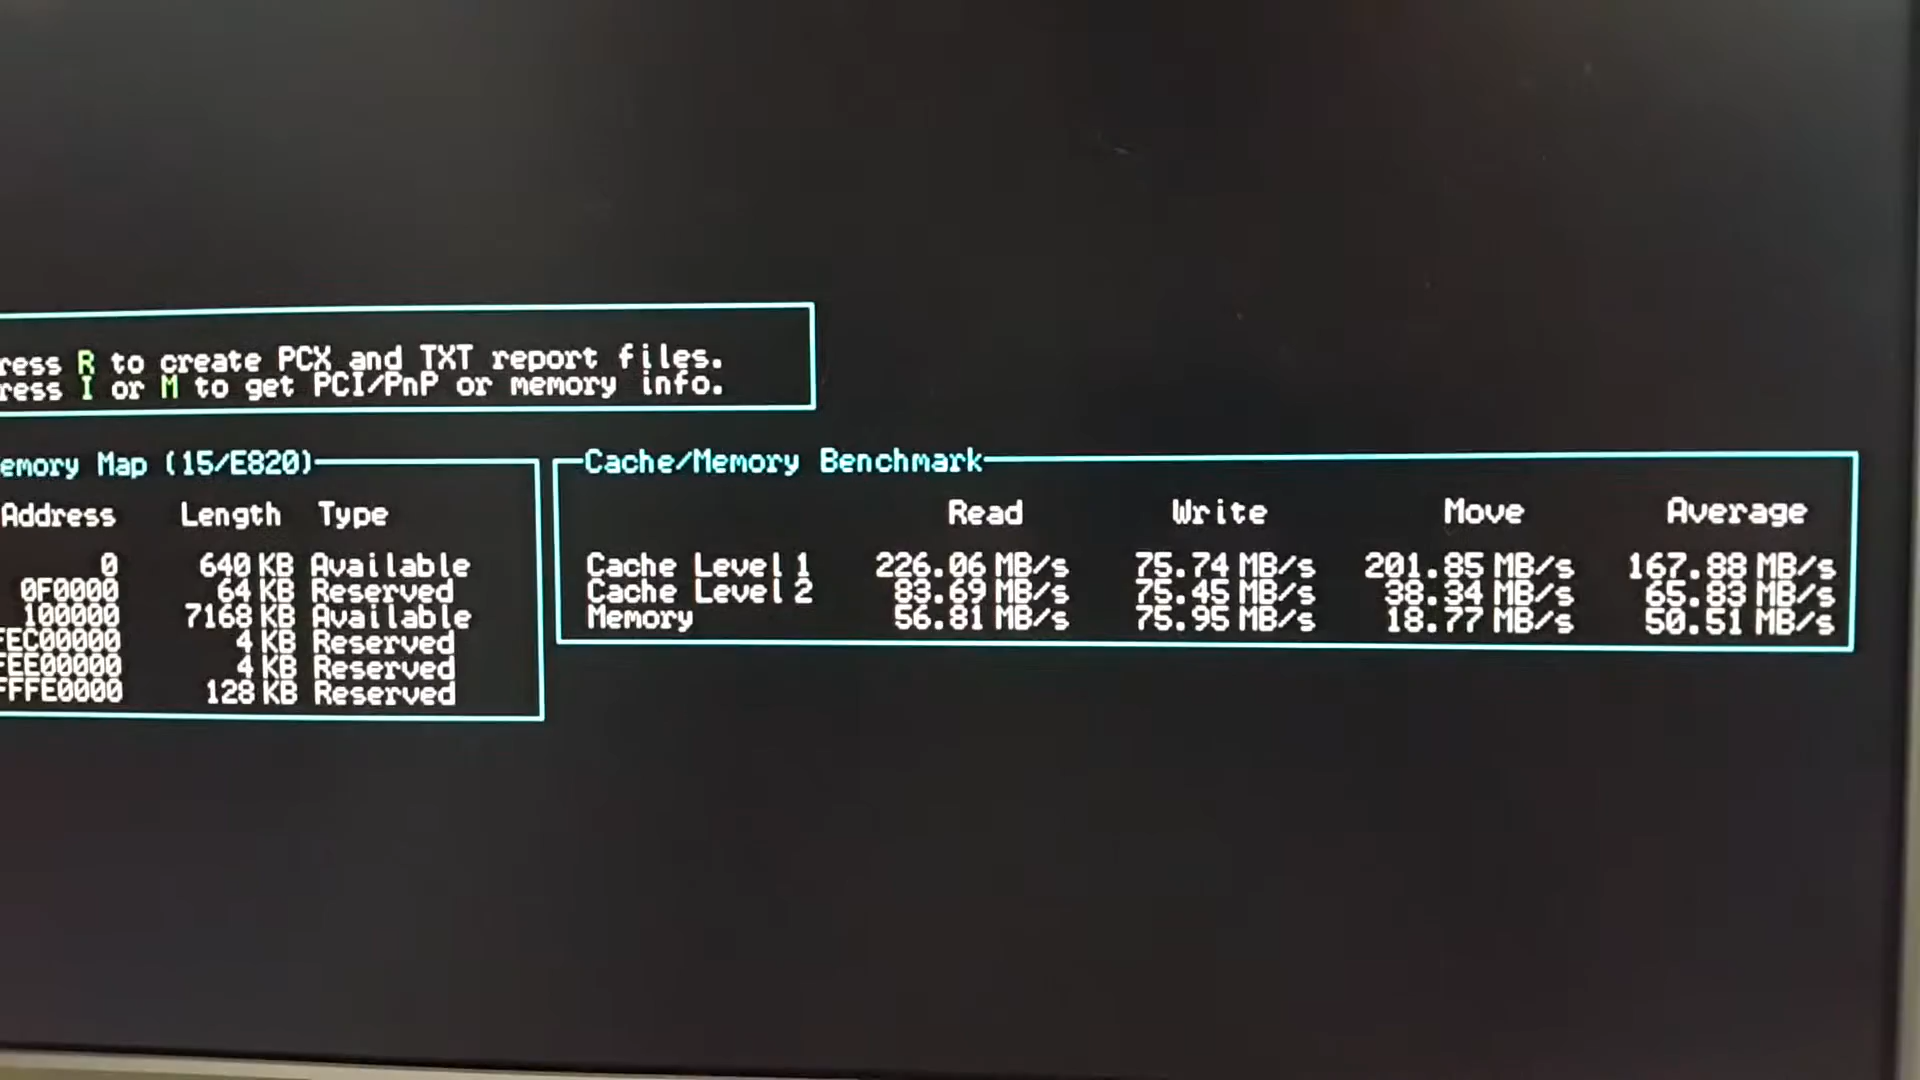 ress R to create PCX and TXT report files.
ress I or M to get PCI/PnP or memory info.
emory Map (15/E820)
Address Length Type
0 640 KB Available
0F0000 64 KB Reserved
100000 7168 KB Available
FEC00000 4 KB Reserved
FEE00000 4 KB Reserved
FFFE0000 128 KB Reserved
Cache/Memory Benchmark
Read Write Move Average
Cache Level 1 226.06 MB/s 75.74 MB/s 201.85 MB/s 167.88 MB/s
Cache Level 2 83.69 MB/s 75.45 MB/s 38.34 MB/s 65.83 MB/s
Memory 56.81 MB/s 75.95 MB/s 18.77 MB/s 50.51 MB/s